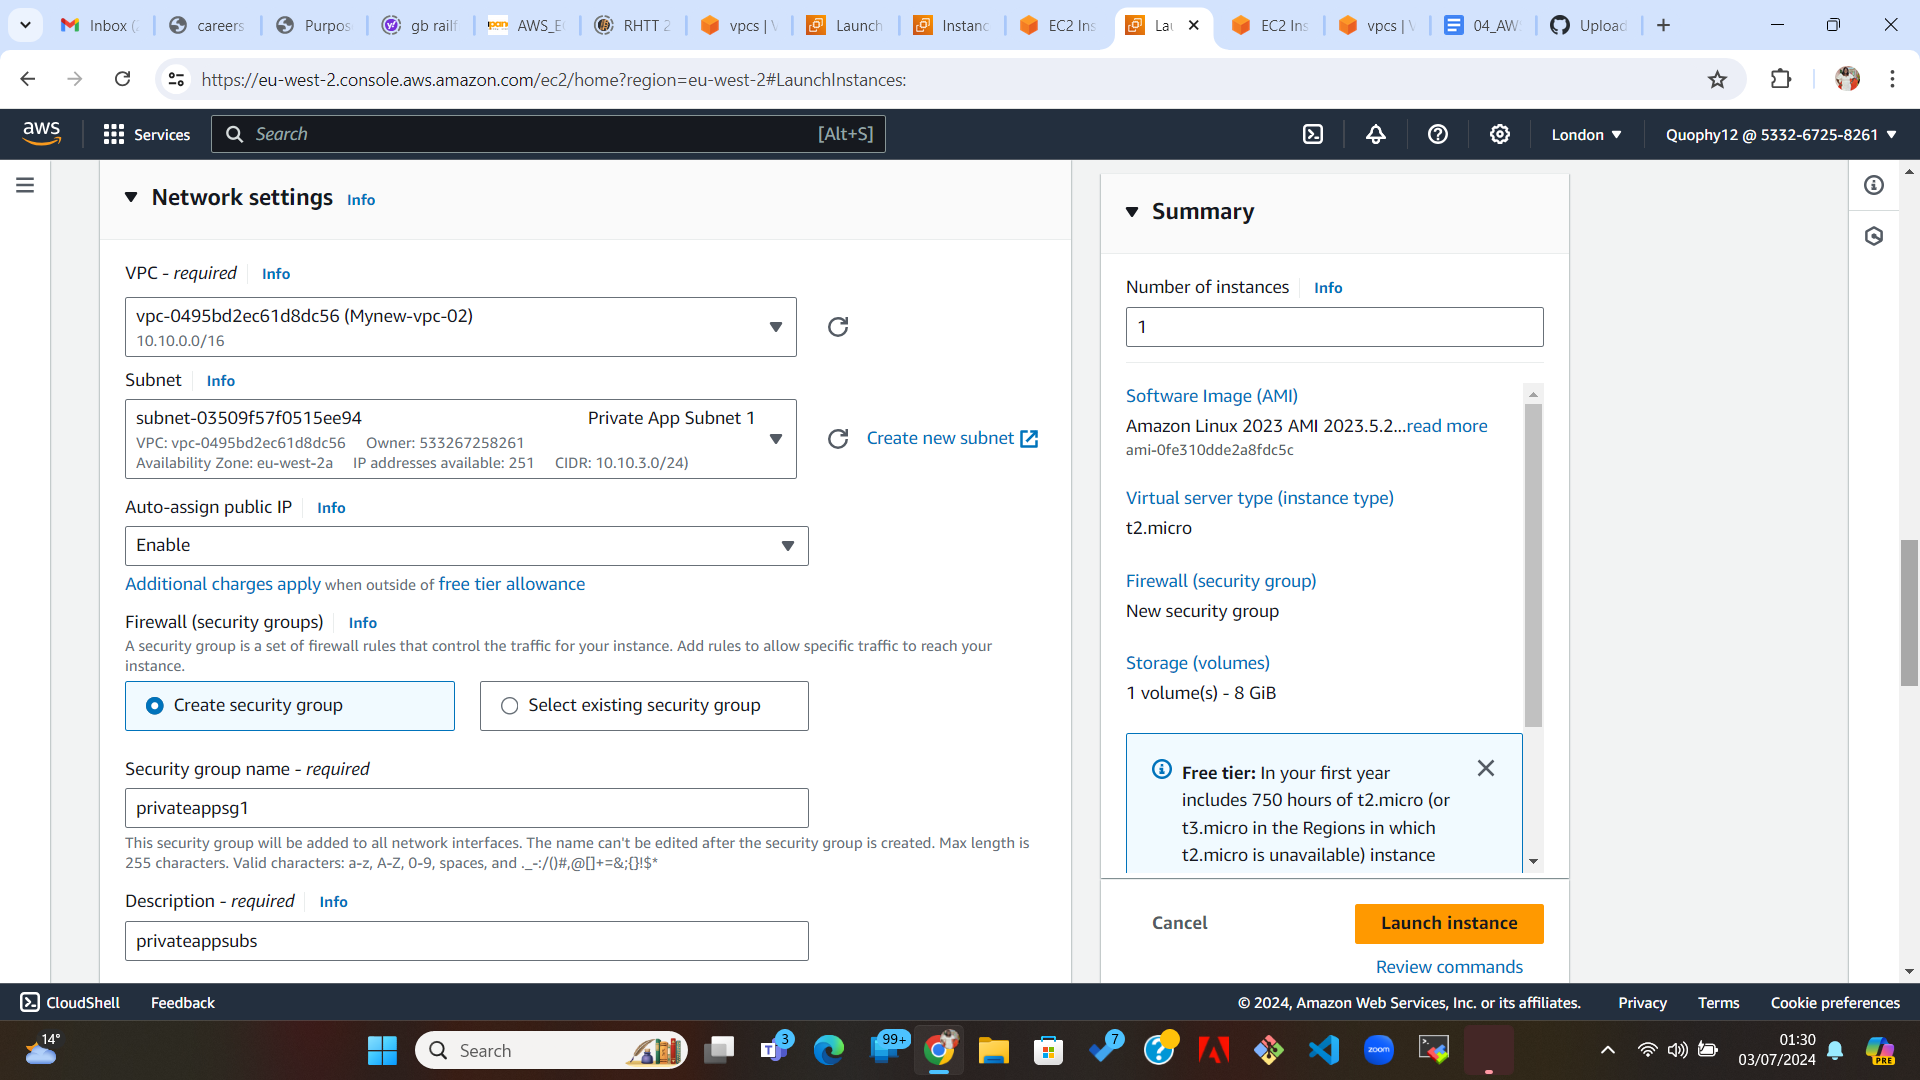 Inbox (2
careers
Purpos
gb railf
AWS_E
RHTT 2
vpcs | V
Launch
Instanc
EC2 Ins
Lau
EC2 Ins
vpcs | V
04_AW
Upload
https://eu-west-2.console.aws.amazon.com/ec2/home?region=eu-west-2#LaunchInstances:
aws
Services
Search
[Alt+S]
London
Quophy12 @ 5332-6725-8261
Network settings Info
VPC - required Info
vpc-0495bd2ec61d8dc56 (Mynew-vpc-02)
10.10.0.0/16
Subnet Info
subnet-03509f57f0515ee94 Private App Subnet 1
VPC: vpc-0495bd2ec61d8dc56 Owner: 533267258261
Availability Zone: eu-west-2a IP addresses available: 251 CIDR: 10.10.3.0/24)
Create new subnet
Auto-assign public IP Info
Enable
Additional charges apply when outside of free tier allowance
Firewall (security groups) Info
A security group is a set of firewall rules that control the traffic for your instance. Add rules to allow specific traffic to reach your
instance.
Create security group
Select existing security group
Security group name - required
privateappsg1
This security group will be added to all network interfaces. The name can't be edited after the security group is created. Max length is
255 characters. Valid characters: a-z, A-Z, 0-9, spaces, and ._-:/()#,@[]+=&;{}!$*
Description - required Info
privateappsubs
Summary
Number of instances Info
1
Software Image (AMI)
Amazon Linux 2023 AMI 2023.5.2...read more
ami-0fe310dde2a8fdc5c
Virtual server type (instance type)
t2.micro
Firewall (security group)
New security group
Storage (volumes)
1 volume(s) - 8 GiB
Free tier: In your first year
includes 750 hours of t2.micro (or
t3.micro in the Regions in which
t2.micro is unavailable) instance
Cancel
Launch instance
Review commands
CloudShell
Feedback
© 2024, Amazon Web Services, Inc. or its affiliates.
Privacy
Terms
Cookie preferences
14°
Search
3
99+
7
zoom
01:30
03/07/2024
PRE